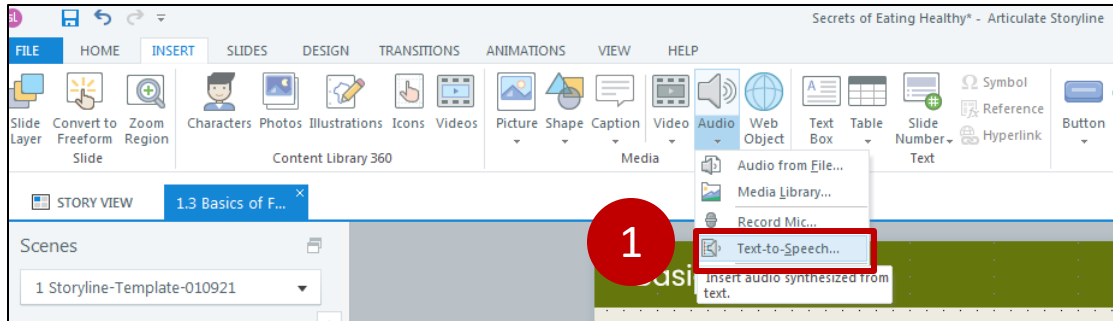 Secrets of Eating Healthy* - Articulate Storyline
FILE HOME INSERT SLIDES DESIGN TRANSITIONS ANIMATIONS VIEW HELP
Slide Layer
Convert to Freeform
Zoom Region
Slide
Characters Photos Illustrations Icons Videos
Content Library 360
Picture Shape Caption Video Audio Web Object
Media
Text Box
Table
Slide Number
Symbol
Reference
Hyperlink
Text
Button
Audio from File...
Media Library...
Record Mic...
Text-to-Speech...
Insert audio synthesized from
text.
1
STORY VIEW
1.3 Basics of F...
Scenes
1 Storyline-Template-010921